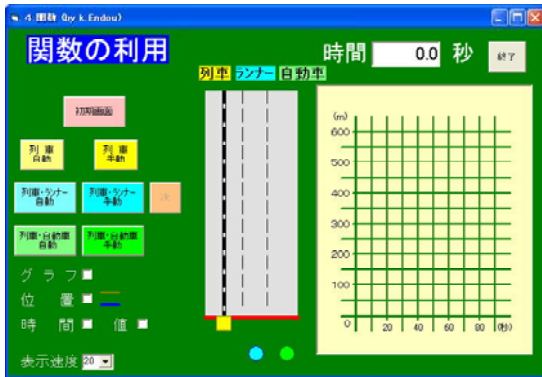 4 関数 (by k.Endou)
関数の利用
時間 0.0 秒
終了
列車 ランナー 自動車
初期画面
列 車
自動
列 車
手動
列車・ランナー
自動
列車・ランナー
手動
次
列車・自動車
自動
列車・自動車
手動
グラフ
位 置
時 間 値
表示速度 20
(m)
600
500
400
300
200
100
0 20 40 60 80 (秒)